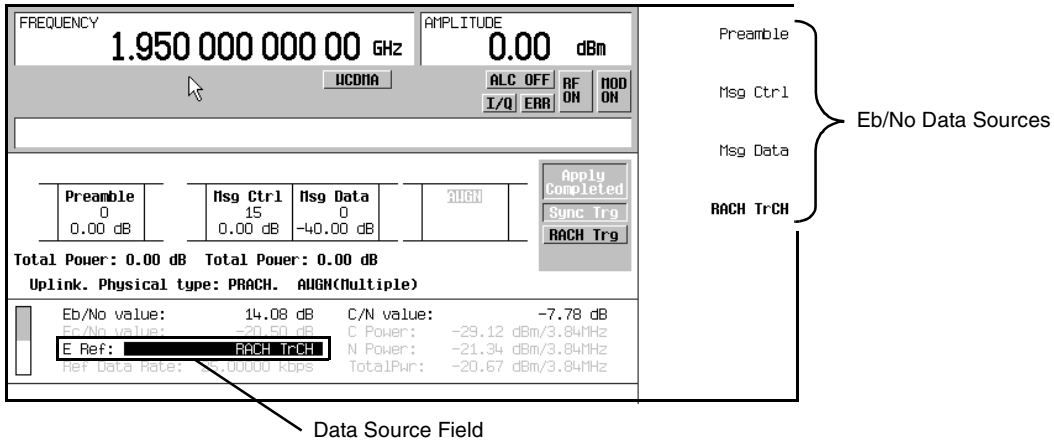 FREQUENCY
1.950 000 000 00 GHz
AMPLITUDE
0.00 dBm
WCDMA
ALC OFF
RF ON
MOD ON
I/Q
ERR
Preamble
Msg Ctrl
Msg Data
RACH TrCH
Eb/No Data Sources
Preamble
0
0.00 dB
Msg Ctrl
15
0.00 dB
Msg Data
0
-40.00 dB
AWGN
Apply Completed
Sync Trg
RACH Trg
Total Power: 0.00 dB Total Power: 0.00 dB
Uplink. Physical type: PRACH. AWGN(Multiple)
Eb/No value: 14.08 dB C/N value: -7.78 dB
Ec/No value: -20.50 dB C Power: -29.12 dBm/3.84MHz
E Ref: RACH TrCH N Power: -21.34 dBm/3.84MHz
Ref Data Rate: kbps TotalPwr: -20.67 dBm/3.84MHz
Data Source Field